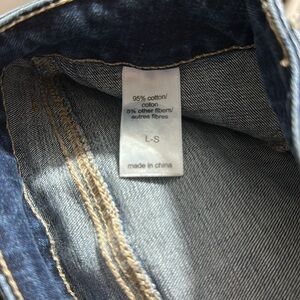 95% cotton/
coton
5% other fibers/
autres fibres
L-S
made in china